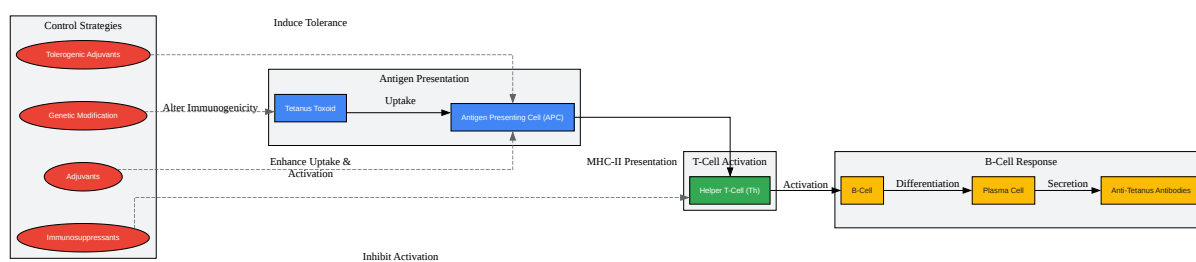 Control Strategies
Tolerogenic Adjuvants
Genetic Modification
Adjuvants
Immunosuppressants
Induce Tolerance
Alter Immunogenicity
Enhance Uptake &
Activation
Inhibit Activation
Antigen Presentation
Tetanus Toxoid
Uptake
Antigen Presenting Cell (APC)
MHC-II Presentation
T-Cell Activation
Helper T-Cell (Th)
Activation
B-Cell Response
B-Cell
Differentiation
Plasma Cell
Secretion
Anti-Tetanus Antibodies